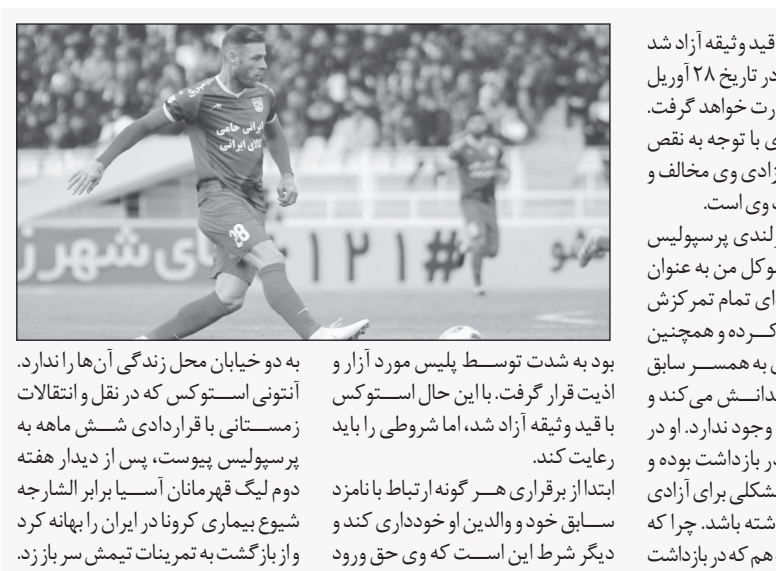 قید وثیقه آزاد شد
در تاریخ ۲۸ آوریل
رت خواهد گرفت.
ی با توجه به نقص
زادی وی مخالف و
وی است.
لندی پرسپولیس
وکل من به عنوان
ای تمام تمرکزش
کرده و همچنین
به همسر سابق
دانش می‌کند و
وجود ندارد. او در
در بازداشت بوده و
شکلی برای آزادی
شته باشد. چرا که
هم که در بازداشت
ایرانی حامی
کالای ایرانی
28
ای شهرز
۱۲۱#
بود به شدت توسط پلیس مورد آزار و
اذیت قرار گرفت. با این حال استوکس
با قید وثیقه آزاد شد، اما شروطی را باید
رعایت کند.
ابتدا از برقراری هر گونه ارتباط با نامزد
سابق خود و والدین او خودداری کند و
دیگر شرط این است که وی حق ورود
به دو خیابان محل زندگی آن‌ها را ندارد.
آنتونی استوکس که در نقل و انتقالات
زمستانی با قراردادی شش ماهه به
پرسپولیس پیوست، پس از دیدار هفته
دوم لیگ قهرمانان آسیا برابر الشارجه
شیوع بیماری کرونا در ایران را بهانه کرد
و از بازگشت به تمرینات تیمش سر باز زد.